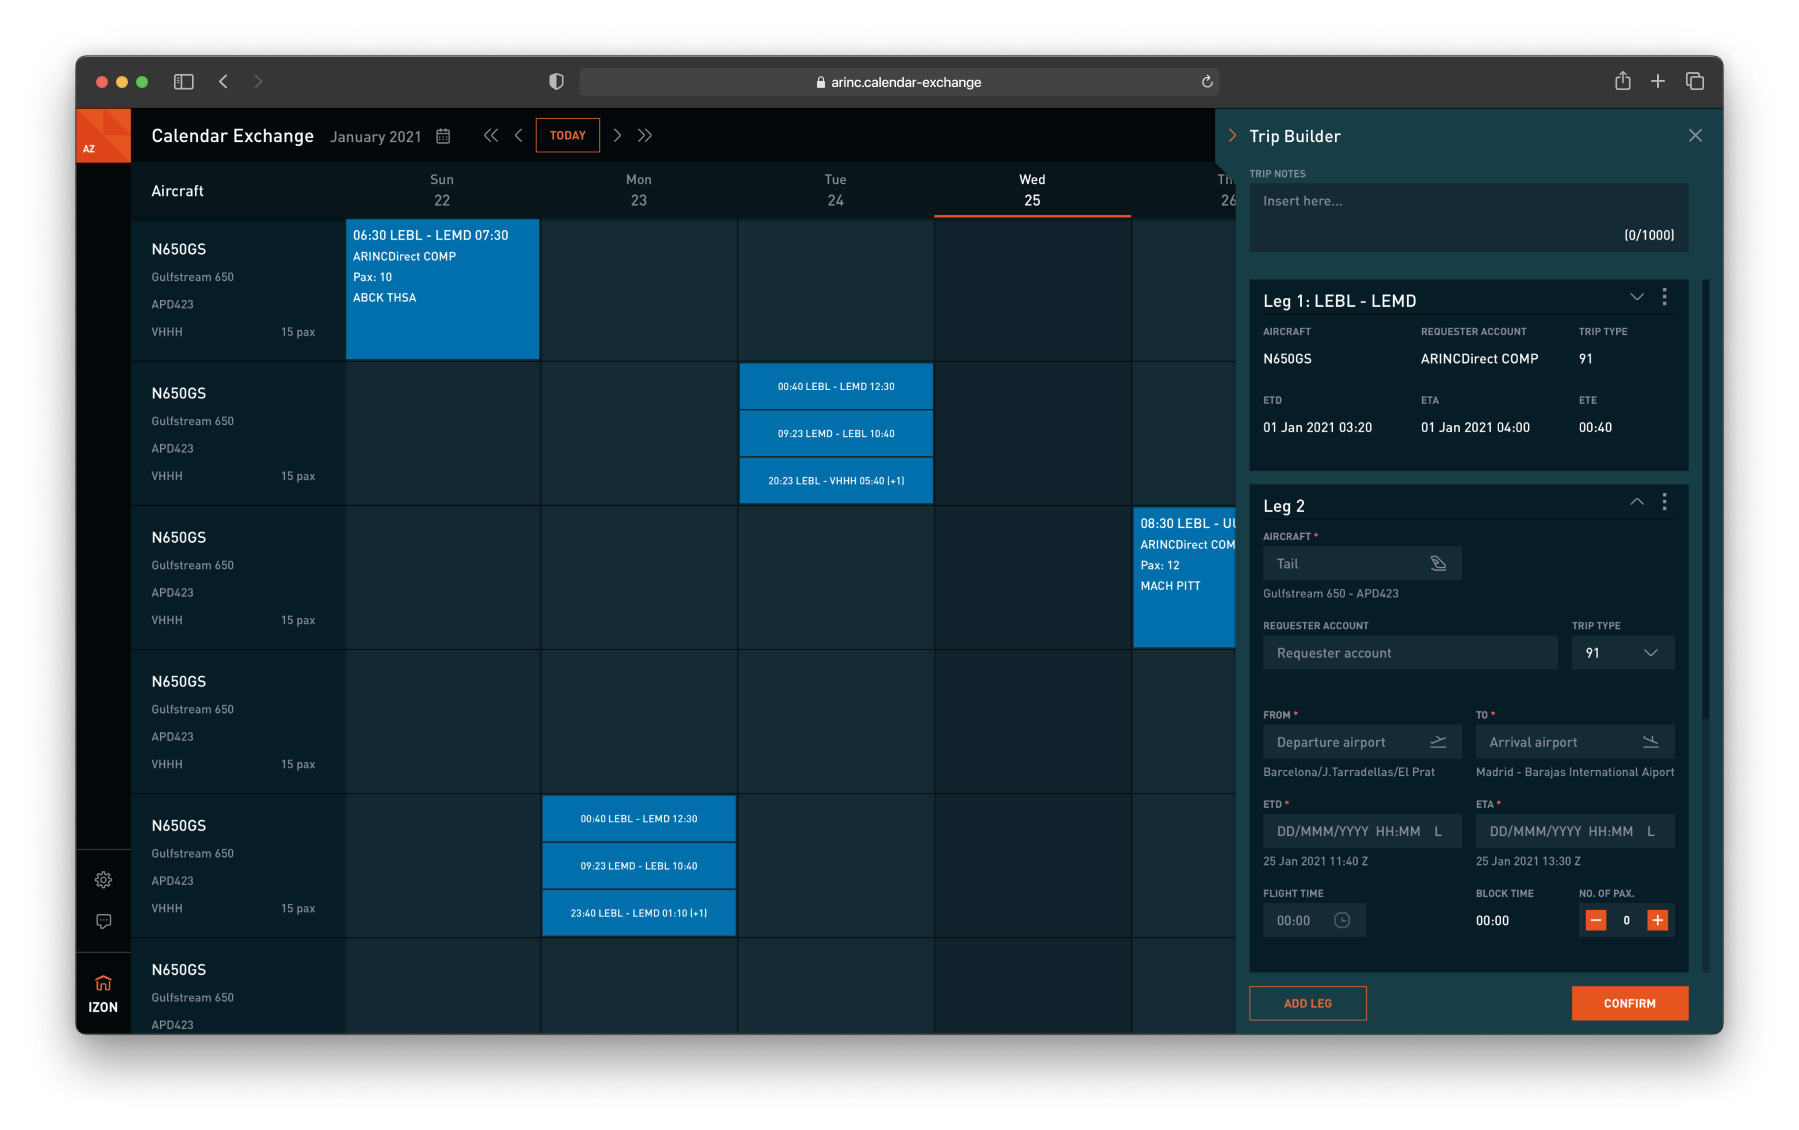 arinc.calendar-exchange
AZ
Calendar Exchange January 2021 TODAY
Aircraft
Sun 22
Mon 23
Tue 24
Wed 25
26
N650GS
Gulfstream 650
APD423
VHHH 15 pax
06:30 LEBL - LEMD 07:30
ARINCDirect COMP
Pax: 10
ABCK THSA
N650GS
Gulfstream 650
APD423
VHHH 15 pax
00:40 LEBL - LEMD 12:30
09:23 LEMD - LEBL 10:40
20:23 LEBL - VHHH 05:40 (+1)
N650GS
Gulfstream 650
APD423
VHHH 15 pax
08:30 LEBL -
ARINCDirect COM
Pax: 12
MACH PITT
N650GS
Gulfstream 650
APD423
VHHH 15 pax
N650GS
Gulfstream 650
APD423
VHHH 15 pax
00:40 LEBL - LEMD 12:30
09:23 LEMD - LEBL 10:40
23:40 LEBL - LEMD 01:10 (+1)
N650GS
Gulfstream 650
APD423
IZON
Trip Builder
TRIP NOTES
Insert here...
(0/1000)
Leg 1: LEBL - LEMD
AIRCRAFT REQUESTER ACCOUNT TRIP TYPE
N650GS ARINCDirect COMP 91
ETD ETA ETE
01 Jan 2021 03:20 01 Jan 2021 04:00 00:40
Leg 2
AIRCRAFT *
Tail
Gulfstream 650 - APD423
REQUESTER ACCOUNT TRIP TYPE
Requester account 91
FROM * TO *
Departure airport Arrival airport
Barcelona/J.Tarradellas/El Prat Madrid - Barajas International Aiport
ETD * ETA *
DD/MMM/YYYY HH:MM L DD/MMM/YYYY HH:MM L
25 Jan 2021 11:40 Z 25 Jan 2021 13:30 Z
FLIGHT TIME BLOCK TIME NO. OF PAX.
00:00 00:00 0
ADD LEG CONFIRM